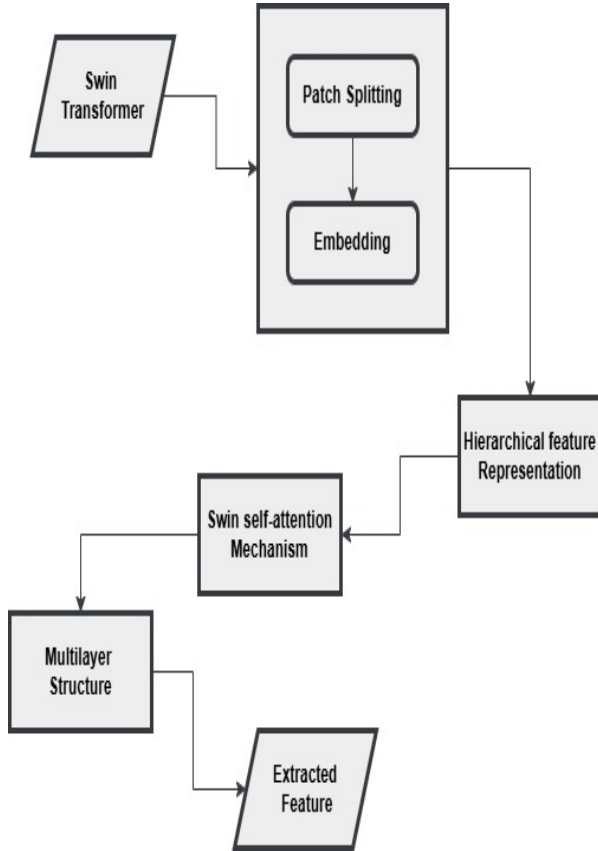 Swin
Transformer
Patch Splitting
Embedding
Hierarchical feature
Representation
Swin self-attention
Mechanism
Multilayer
Structure
Extracted
Feature